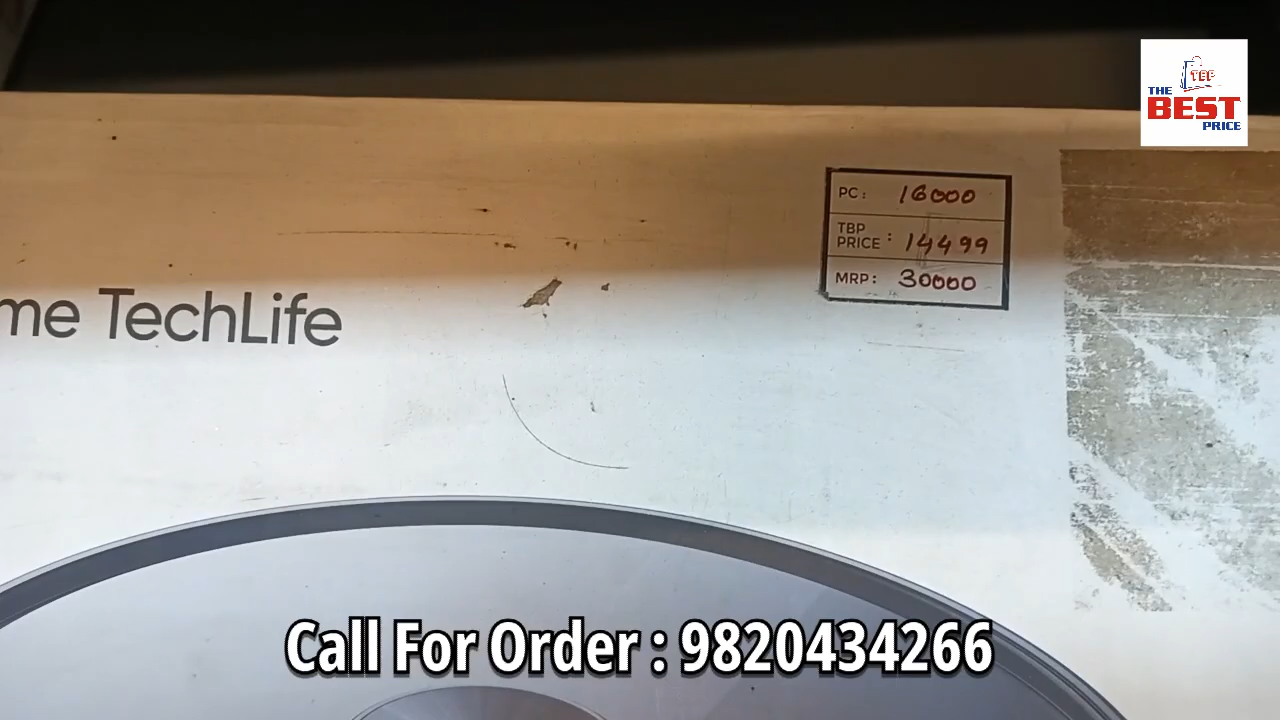 TBP
THE
BEST
PRICE
PC: 16000
TBP
PRICE : 14499
MRP: 30000
me TechLife
Call For Order : 9820434266